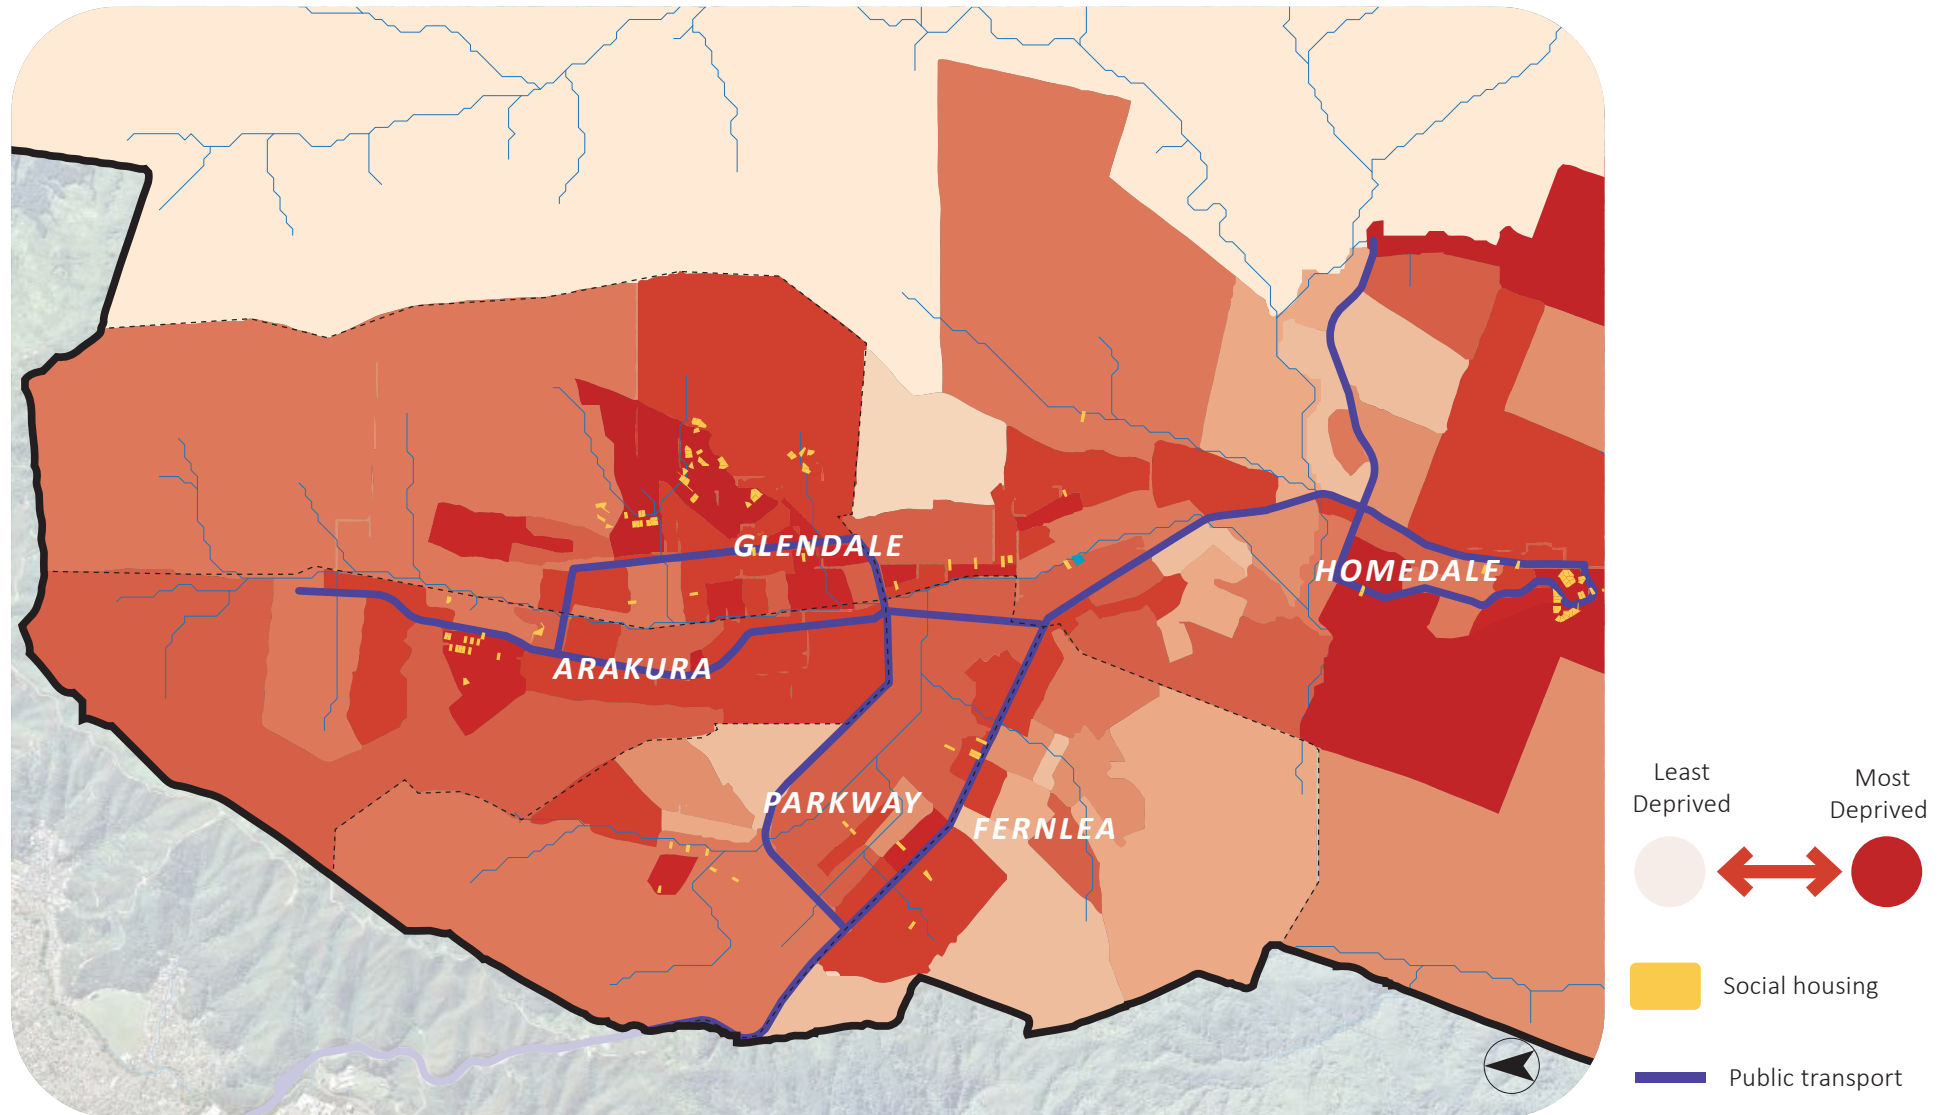 GLENDALE
HOMEDALE
ARAKURA
PARKWAY
FERNLEA
Least
Deprived
Most
Deprived
Social housing
Public transport